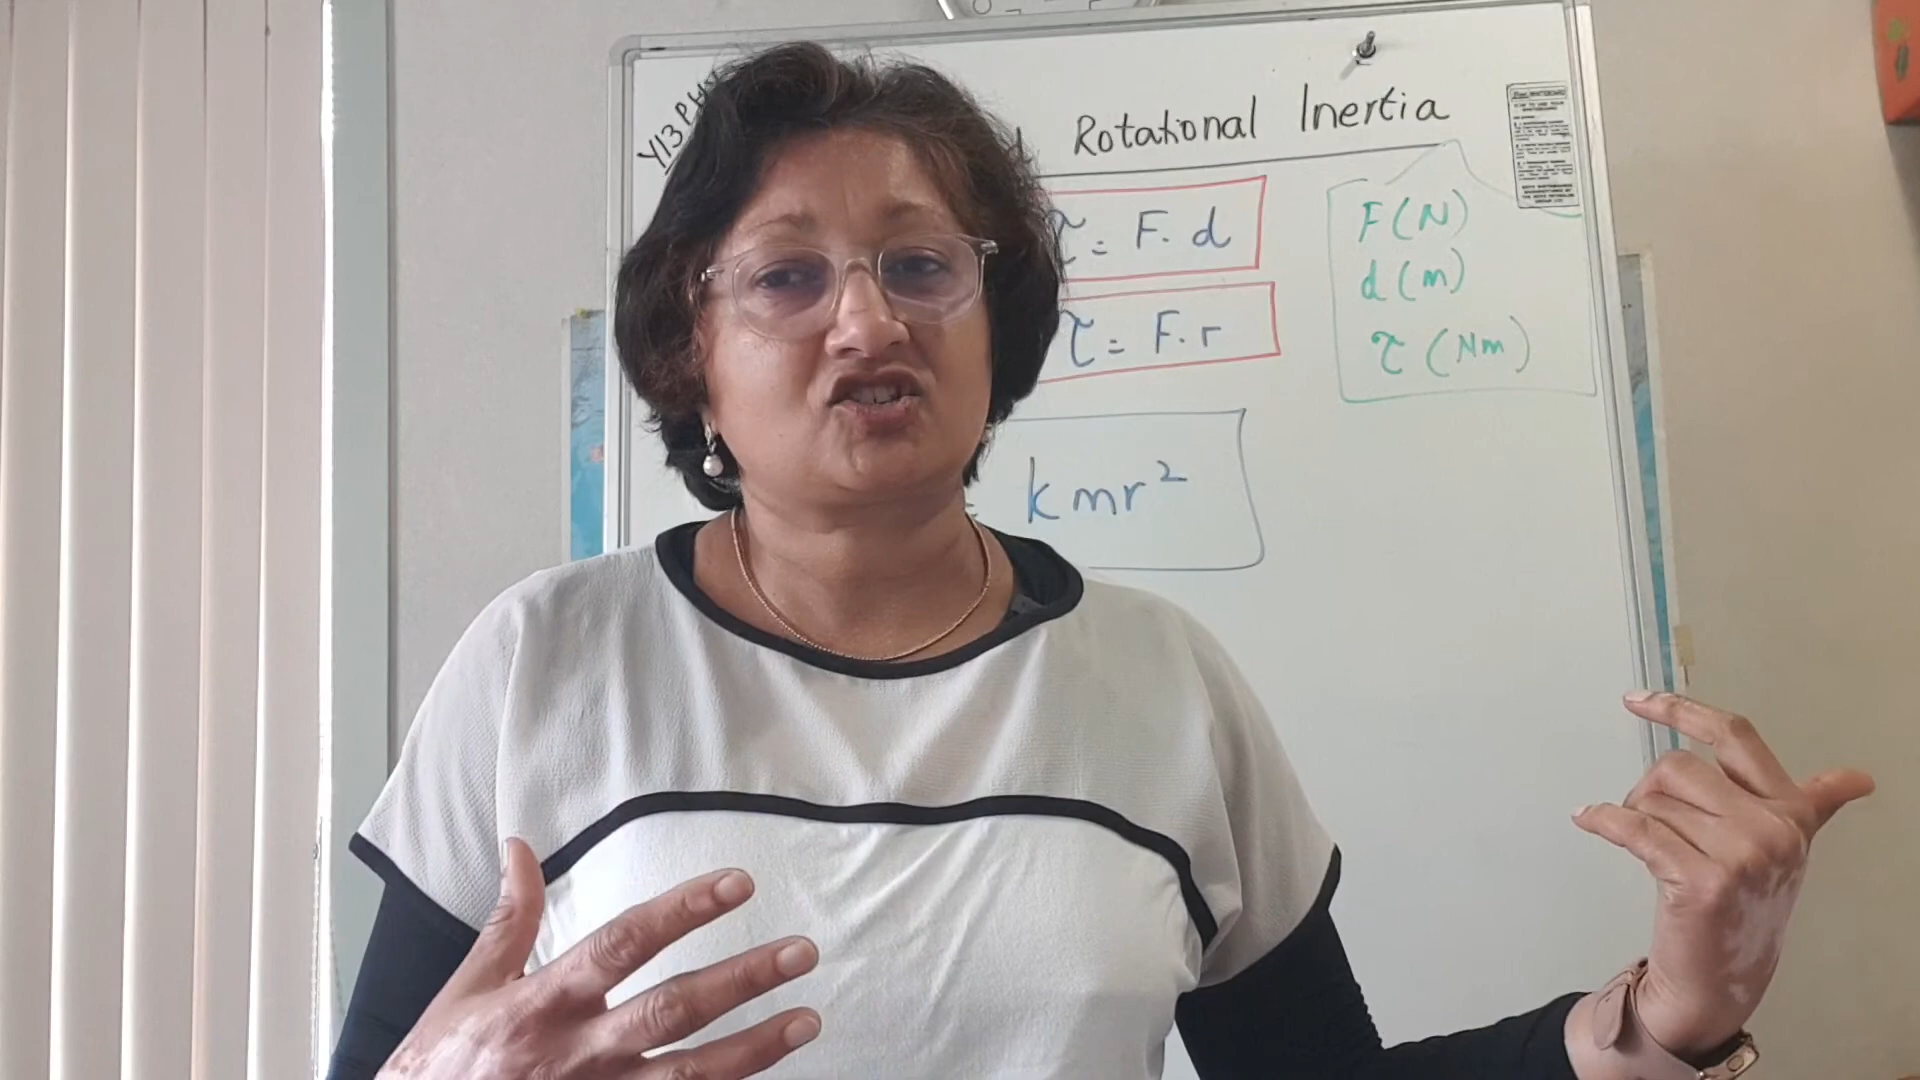 Y13 PHY
Rotational Inertia
τ = F. d
τ = F. r
= kmr²
F (N)
d (m)
τ (Nm)